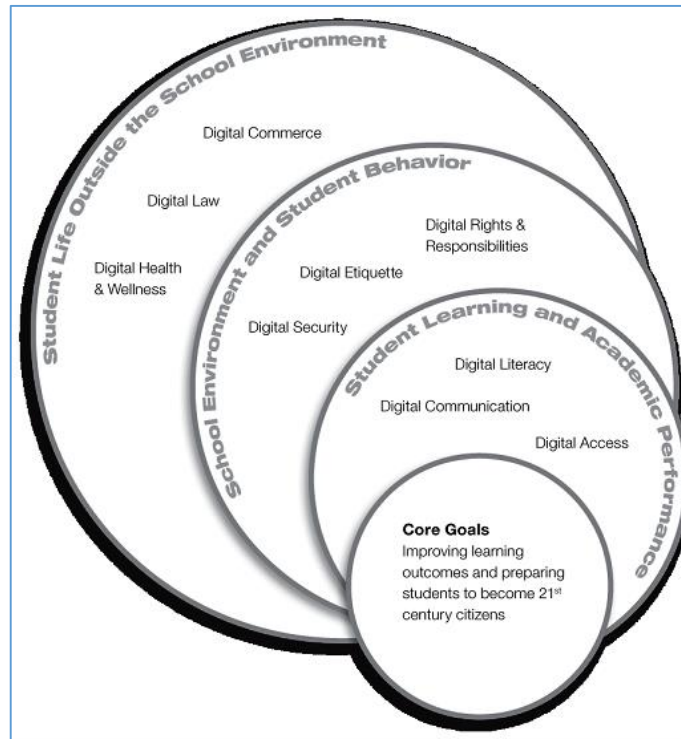 Student Life Outside the School Environment
Digital Commerce
Digital Law
Digital Health
& Wellness
School Environment and Student Behavior
Digital Rights &
Responsibilities
Digital Etiquette
Digital Security
Student Learning and Academic Performance
Digital Literacy
Digital Communication
Digital Access
Core Goals
Improving learning
outcomes and preparing
students to become 21st
century citizens